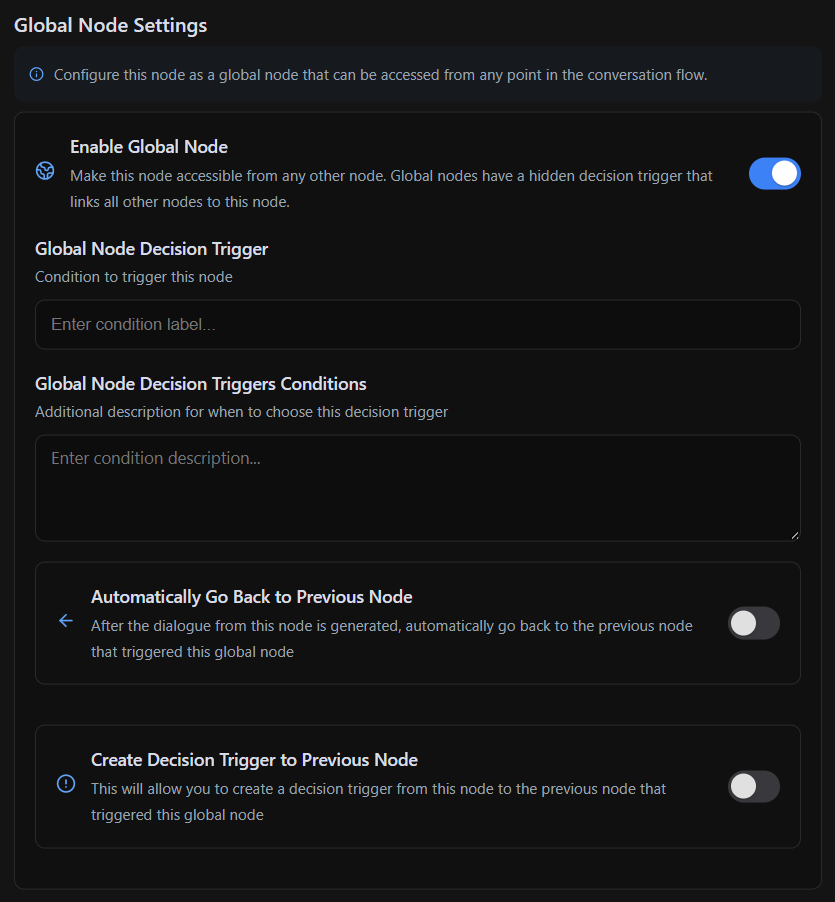 Global Node Settings
Configure this node as a global node that can be accessed from any point in the conversation flow.
Enable Global Node
Make this node accessible from any other node. Global nodes have a hidden decision trigger that
links all other nodes to this node.
Global Node Decision Trigger
Condition to trigger this node
Enter condition label...
Global Node Decision Triggers Conditions
Additional description for when to choose this decision trigger
Enter condition description...
Automatically Go Back to Previous Node
After the dialogue from this node is generated, automatically go back to the previous node
that triggered this global node
Create Decision Trigger to Previous Node
This will allow you to create a decision trigger from this node to the previous node that
triggered this global node